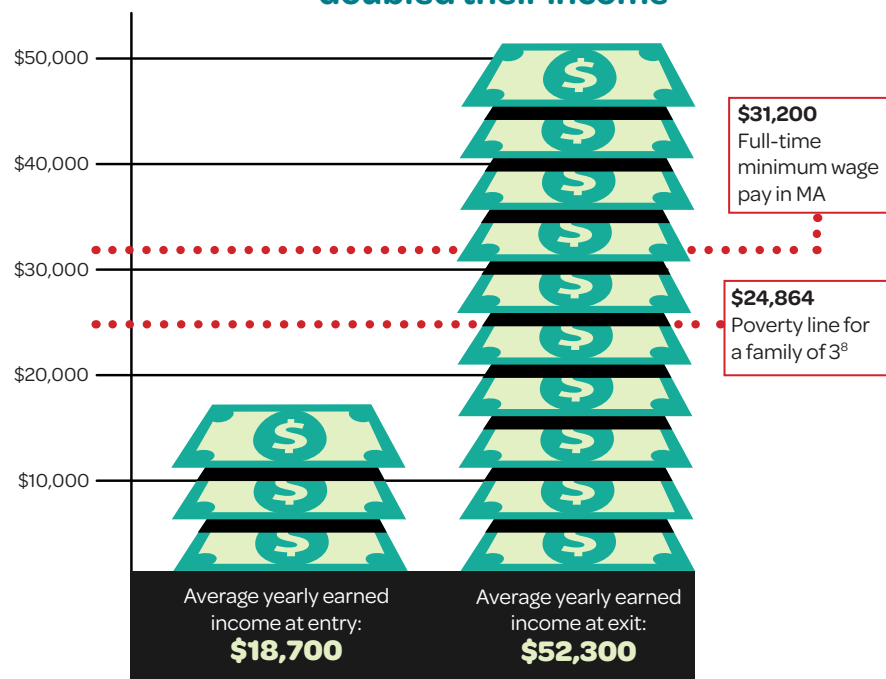 doubled their income
$50,000
$40,000
$30,000
$20,000
$10,000
$31,200
Full-time
minimum wage
pay in MA
$24,864
Poverty line for
a family of 3⁸
Average yearly earned
income at entry:
$18,700
Average yearly earned
income at exit:
$52,300